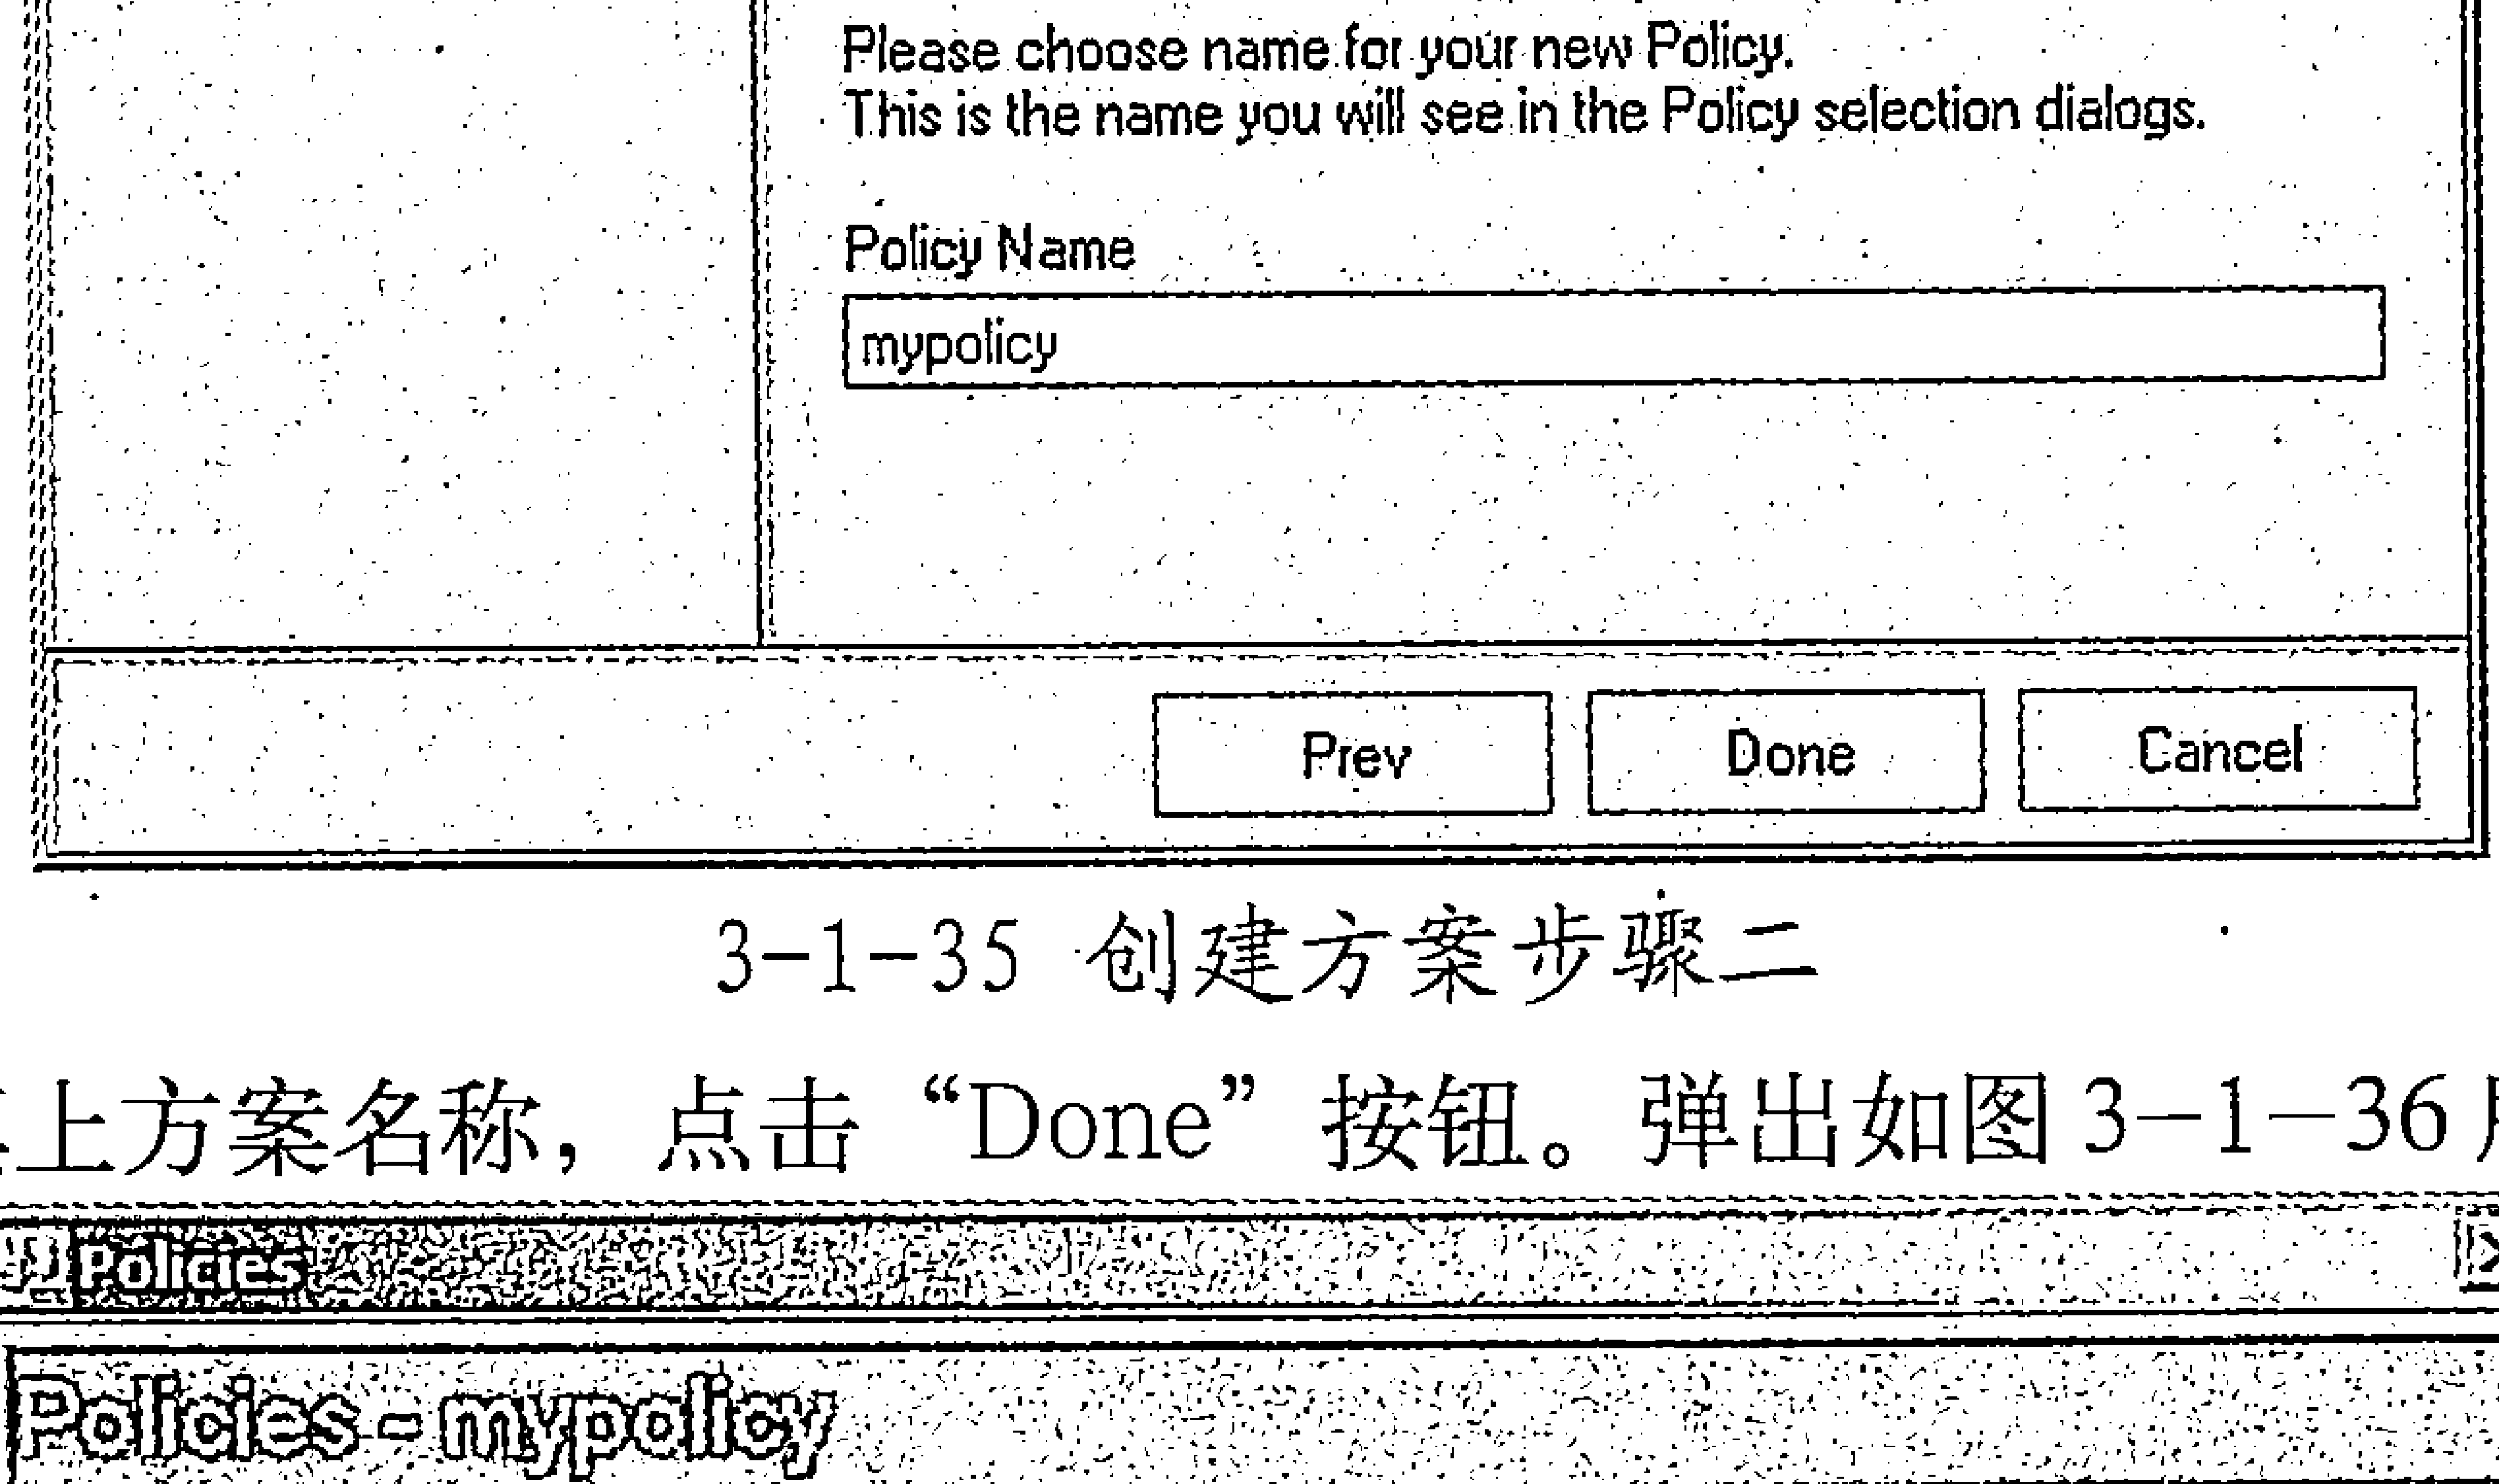 Please choose name for your new Policy.
This is the name you will see in the Policy selection dialogs.
Policy Name
mypolicy
Prev Done Cancel
3-1-35 创建方案步骤二
上方案名称，点击“Done”按钮。弹出如图3-1-36
Policies
Policies - mypolicy